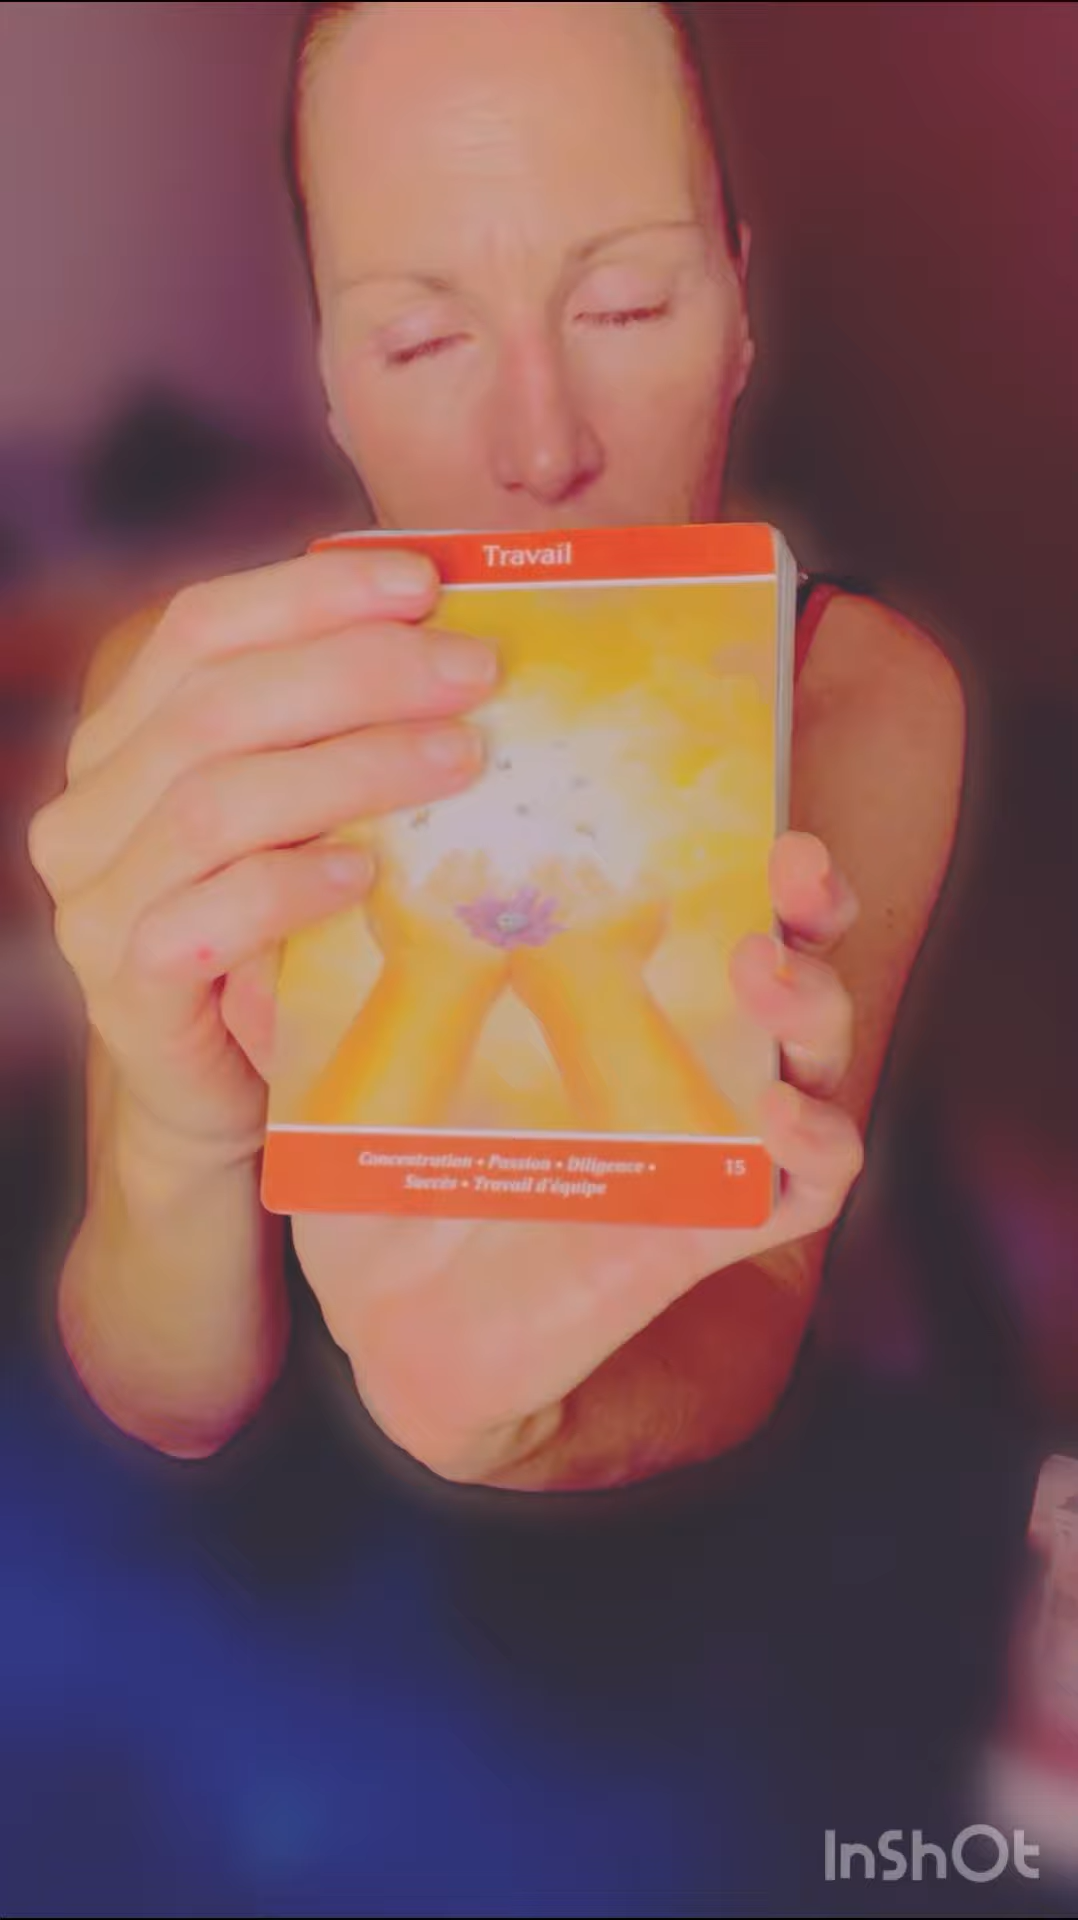 Travail
Concentration • Passion • Diligence •
Succès • Travail d'équipe
15
InShOt